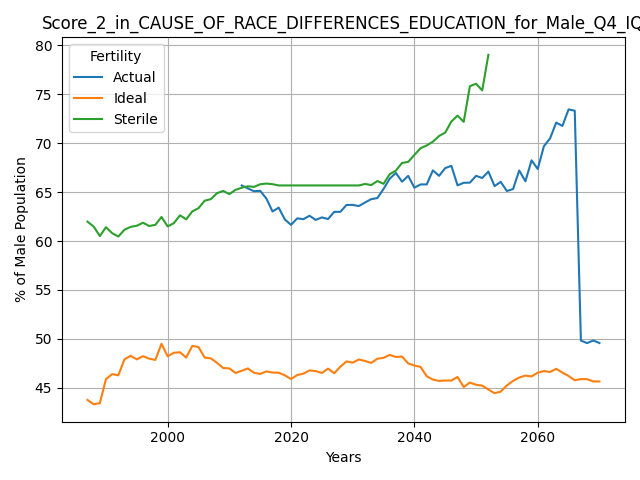 Score_2_in_CAUSE_OF_RACE_DIFFERENCES_EDUCATION_for_Male_Q4_IQ
Fertility
Actual
Ideal
Sterile
80
75
70
65
60
55
50
45
% of Male Population
2000
2020
2040
2060
Years